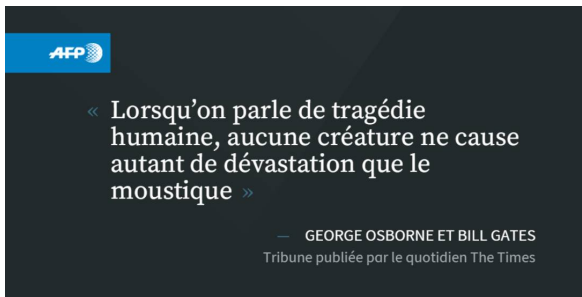 AFP
« Lorsqu’on parle de tragédie
humaine, aucune créature ne cause
autant de dévastation que le
moustique »
— GEORGE OSBORNE ET BILL GATES
Tribune publiée par le quotidien The Times